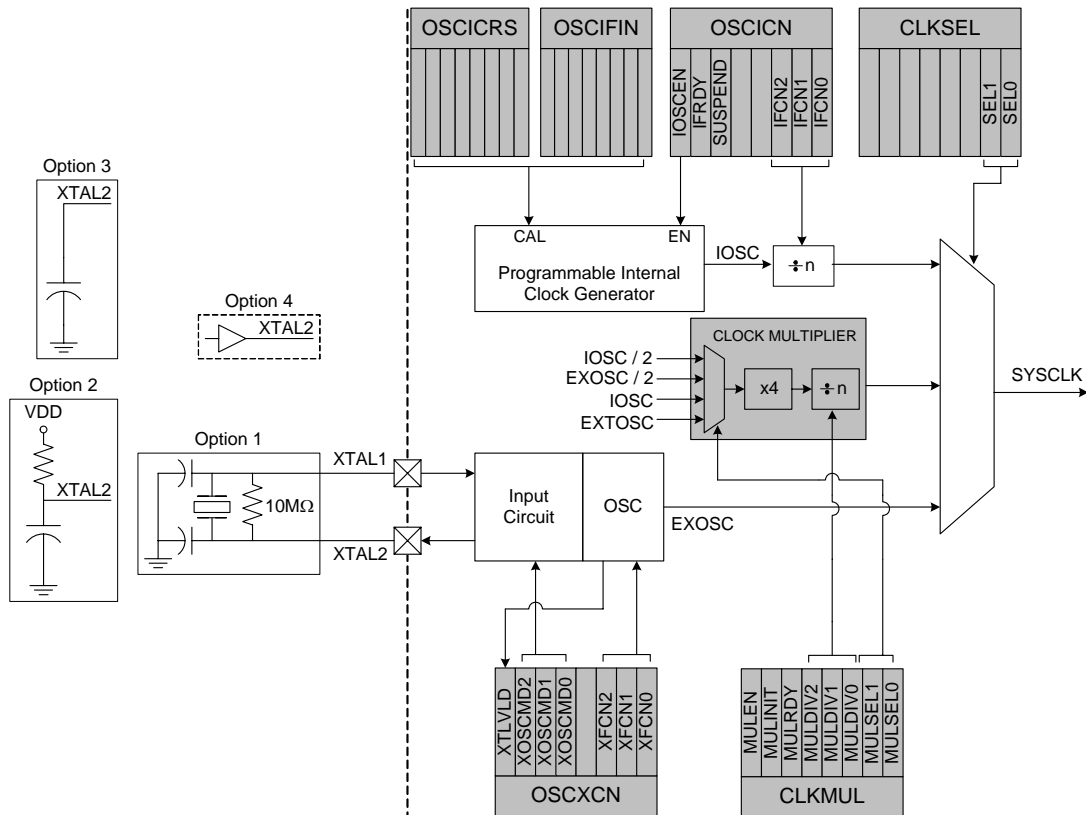 OSCICRS
OSCIFIN
OSCICN
CLKSEL
IOSCEN
IFRDY
SUSPEND
IFCN2
IFCN1
IFCN0
SEL1
SEL0
Option 3
XTAL2
Option 4
XTAL2
Option 2
VDD
XTAL2
Option 1
10MΩ
XTAL1
XTAL2
CAL
EN
Programmable Internal
Clock Generator
IOSC
÷n
CLOCK MULTIPLIER
IOSC / 2
EXOSC / 2
IOSC
EXTOSC
x4
÷n
SYSCLK
Input
Circuit
OSC
EXOSC
XTLVLD
XOSCMD2
XOSCMD1
XOSCMD0
XFCN2
XFCN1
XFCN0
OSCXCN
MULEN
MULINIT
MULRDY
MULDIV2
MULDIV1
MULDIV0
MULSEL1
MULSEL0
CLKMUL